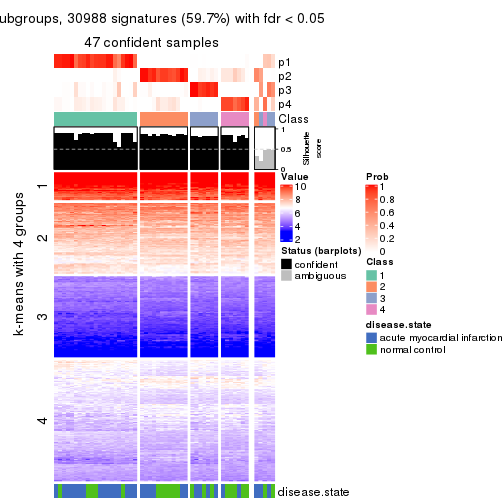 ubgroups, 30988 signatures (59.7%) with fdr < 0.05
47 confident samples
p1
p2
p3
p4
Class
1
0.5
0
Silhouette
score
k-means with 4 groups
1
2
3
4
Value
10
8
6
4
2
Status (barplots)
confident
ambiguous
Prob
1
0.8
0.6
0.4
0.2
0
Class
1
2
3
4
disease.state
acute myocardial infarction
normal control
disease.state